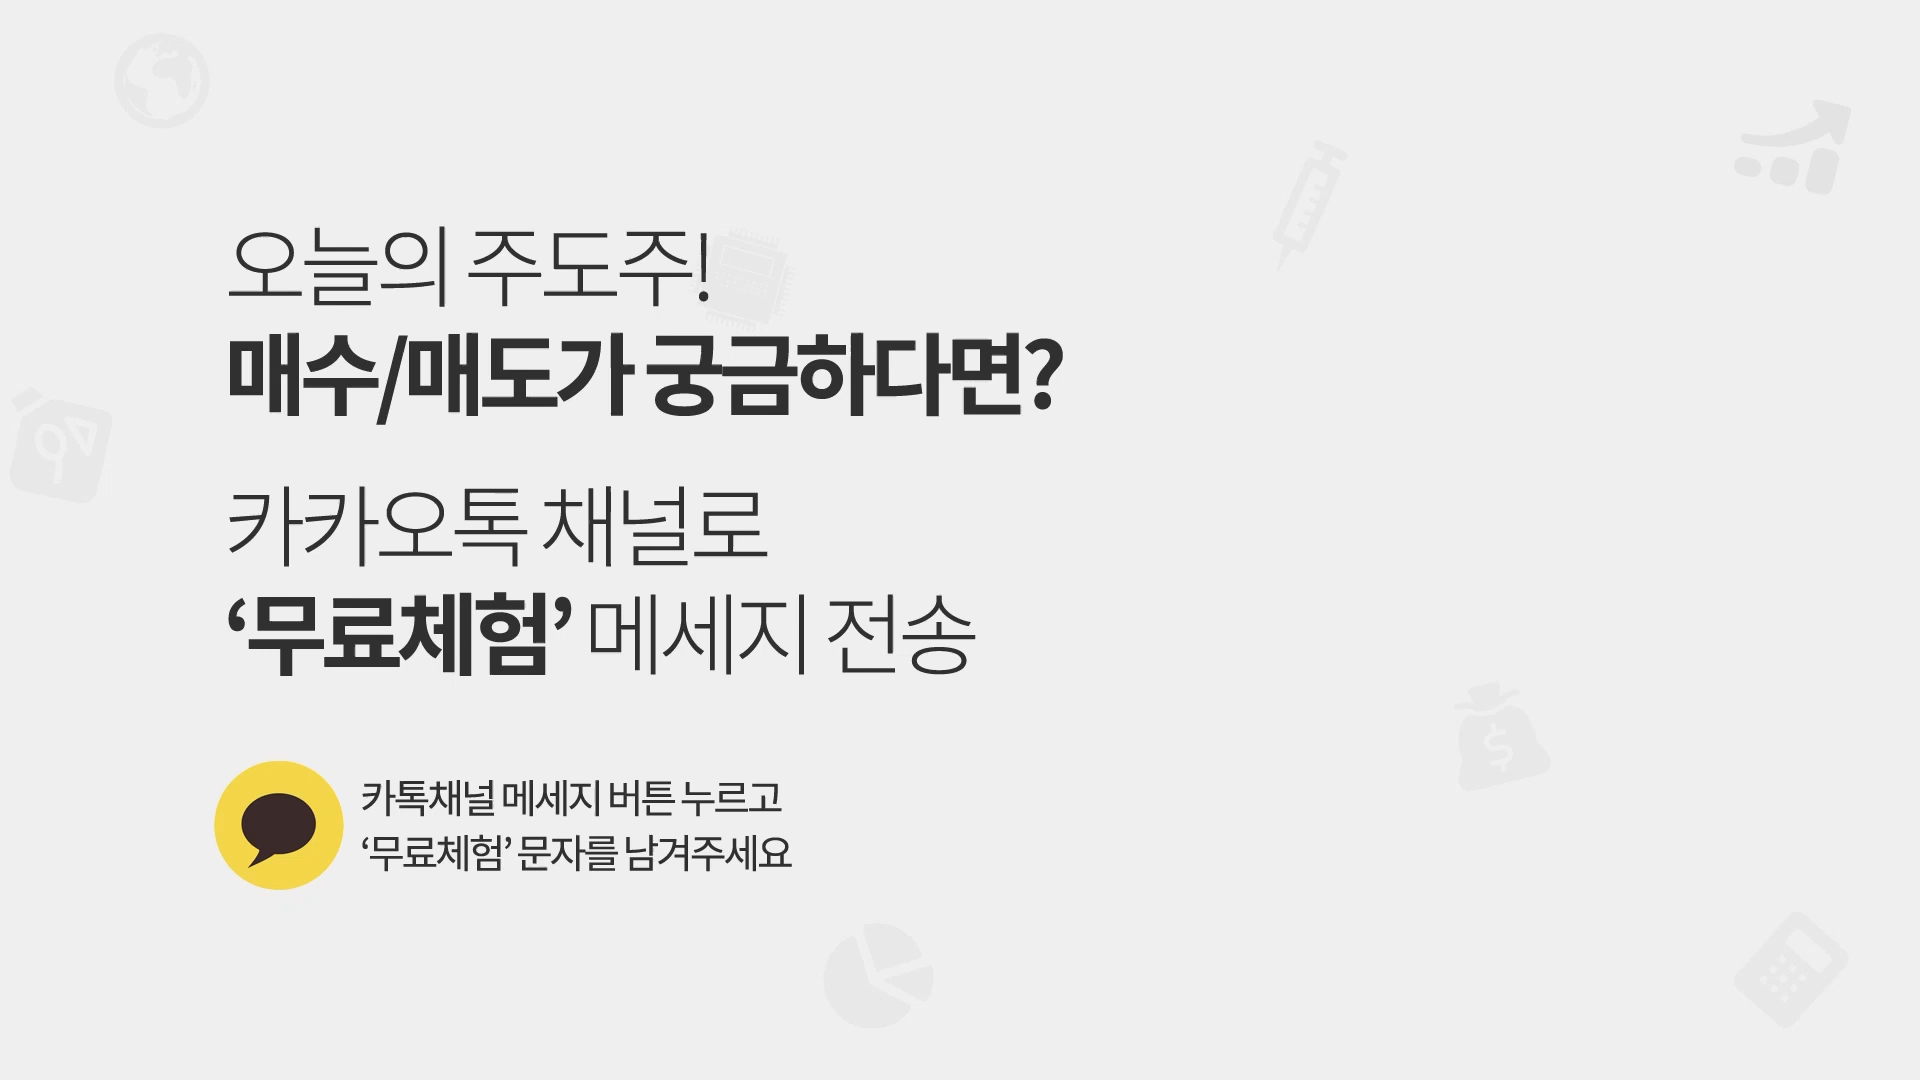 오늘의 주도주!
매수/매도가 궁금하다면?
카카오톡 채널로
‘무료체험’ 메세지 전송
카톡채널 메세지 버튼 누르고
‘무료체험’ 문자를 남겨주세요